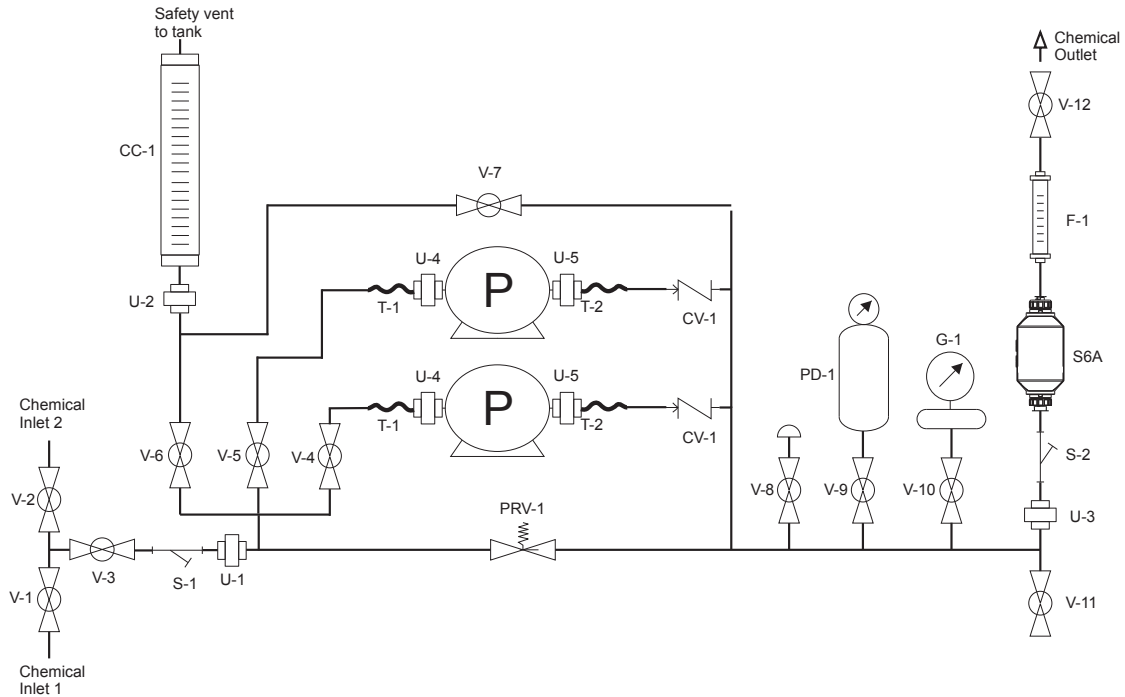 Safety vent
to tank
CC-1
U-2
V-7
U-4
U-5
P
T-1
T-2
CV-1
U-4
U-5
P
T-1
T-2
CV-1
Chemical
Outlet
V-12
F-1
S6A
G-1
PD-1
S-2
U-3
Chemical
Inlet 2
V-6
V-5
V-4
V-2
V-8
V-9
V-10
PRV-1
V-3
S-1
U-1
V-1
V-11
Chemical
Inlet 1